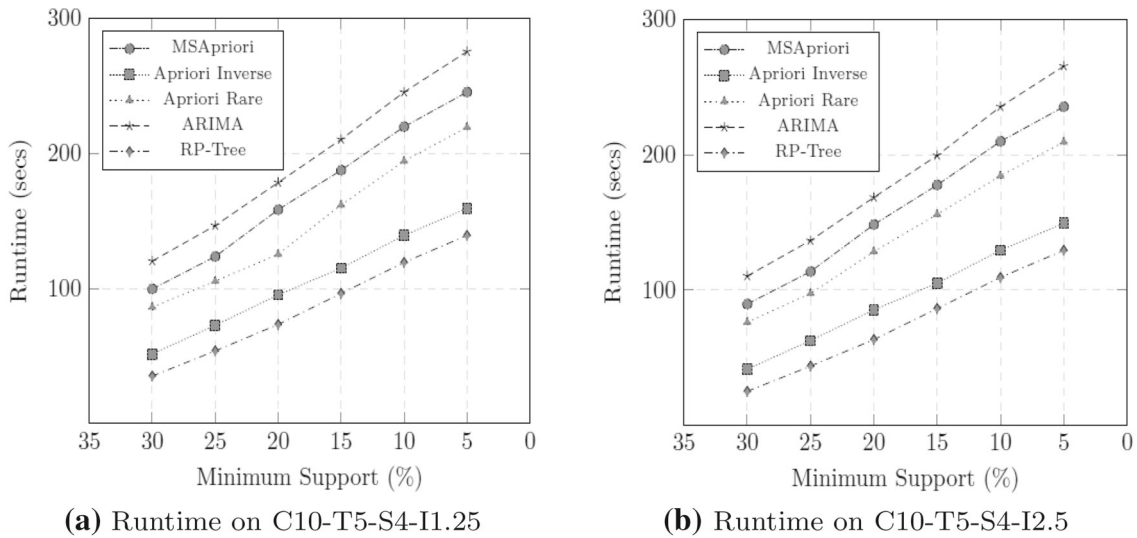 300
200
100
Runtime (secs)
MSApriori
Apriori Inverse
Apriori Rare
ARIMA
RP-Tree
35 30 25 20 15 10 5 0
Minimum Support (%)
(a) Runtime on C10-T5-S4-I1.25
300
200
100
Runtime (secs)
MSApriori
Apriori Inverse
Apriori Rare
ARIMA
RP-Tree
35 30 25 20 15 10 5 0
Minimum Support (%)
(b) Runtime on C10-T5-S4-I2.5